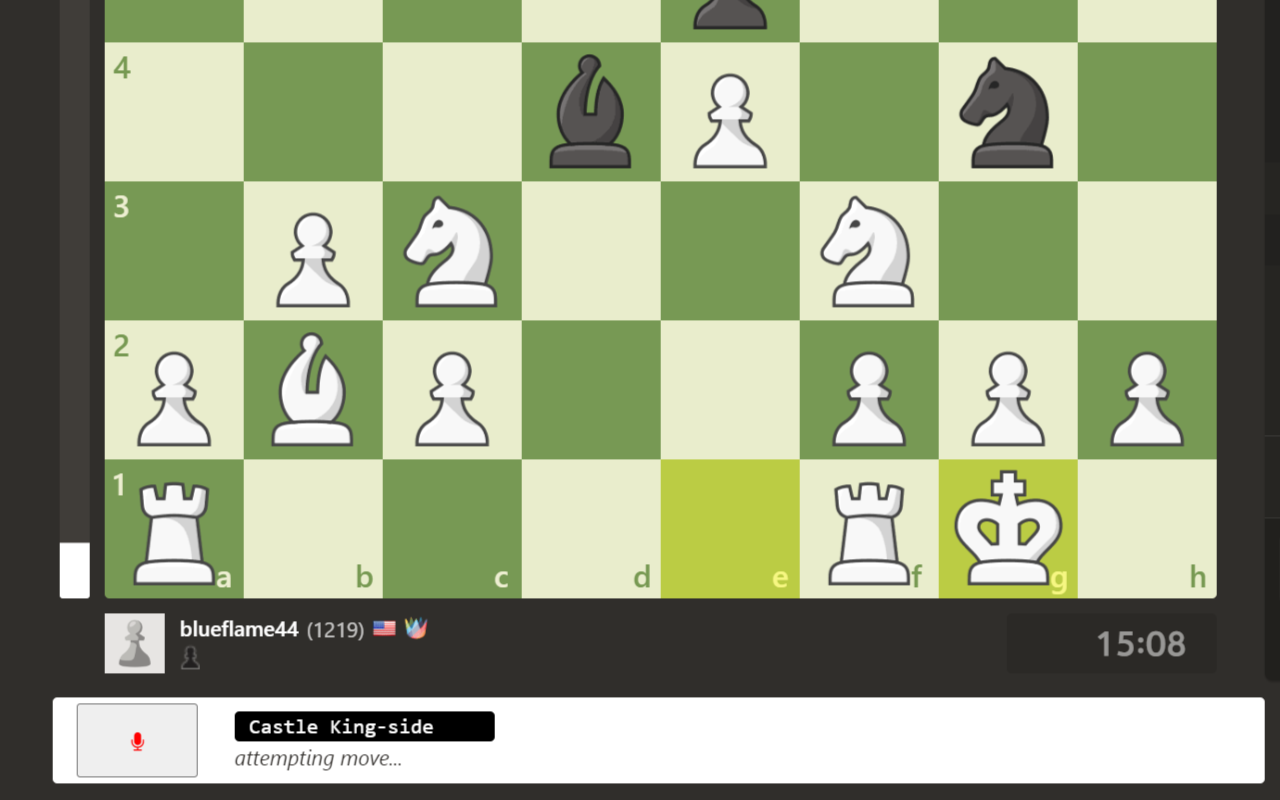 4
3
2
1
a b c d e f g h
blueflame44 (1219)
15:08
Castle King-side
attempting move...